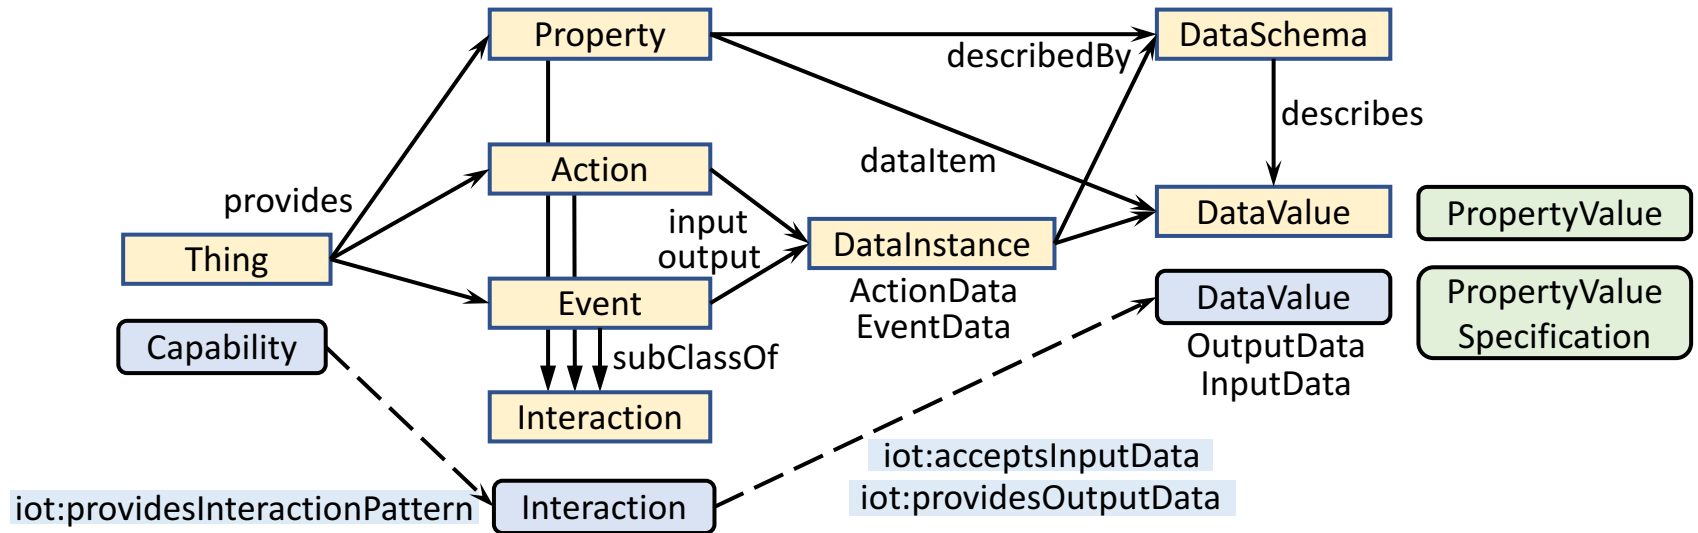 Property
DataSchema
describedBy
describes
Action
dataItem
provides
input
output
DataInstance
DataValue
PropertyValue
Thing
Event
ActionData
EventData
DataValue
PropertyValue
Specification
Capability
subClassOf
OutputData
InputData
Interaction
iot:acceptsInputData
iot:providesInteractionPattern
Interaction
iot:providesOutputData